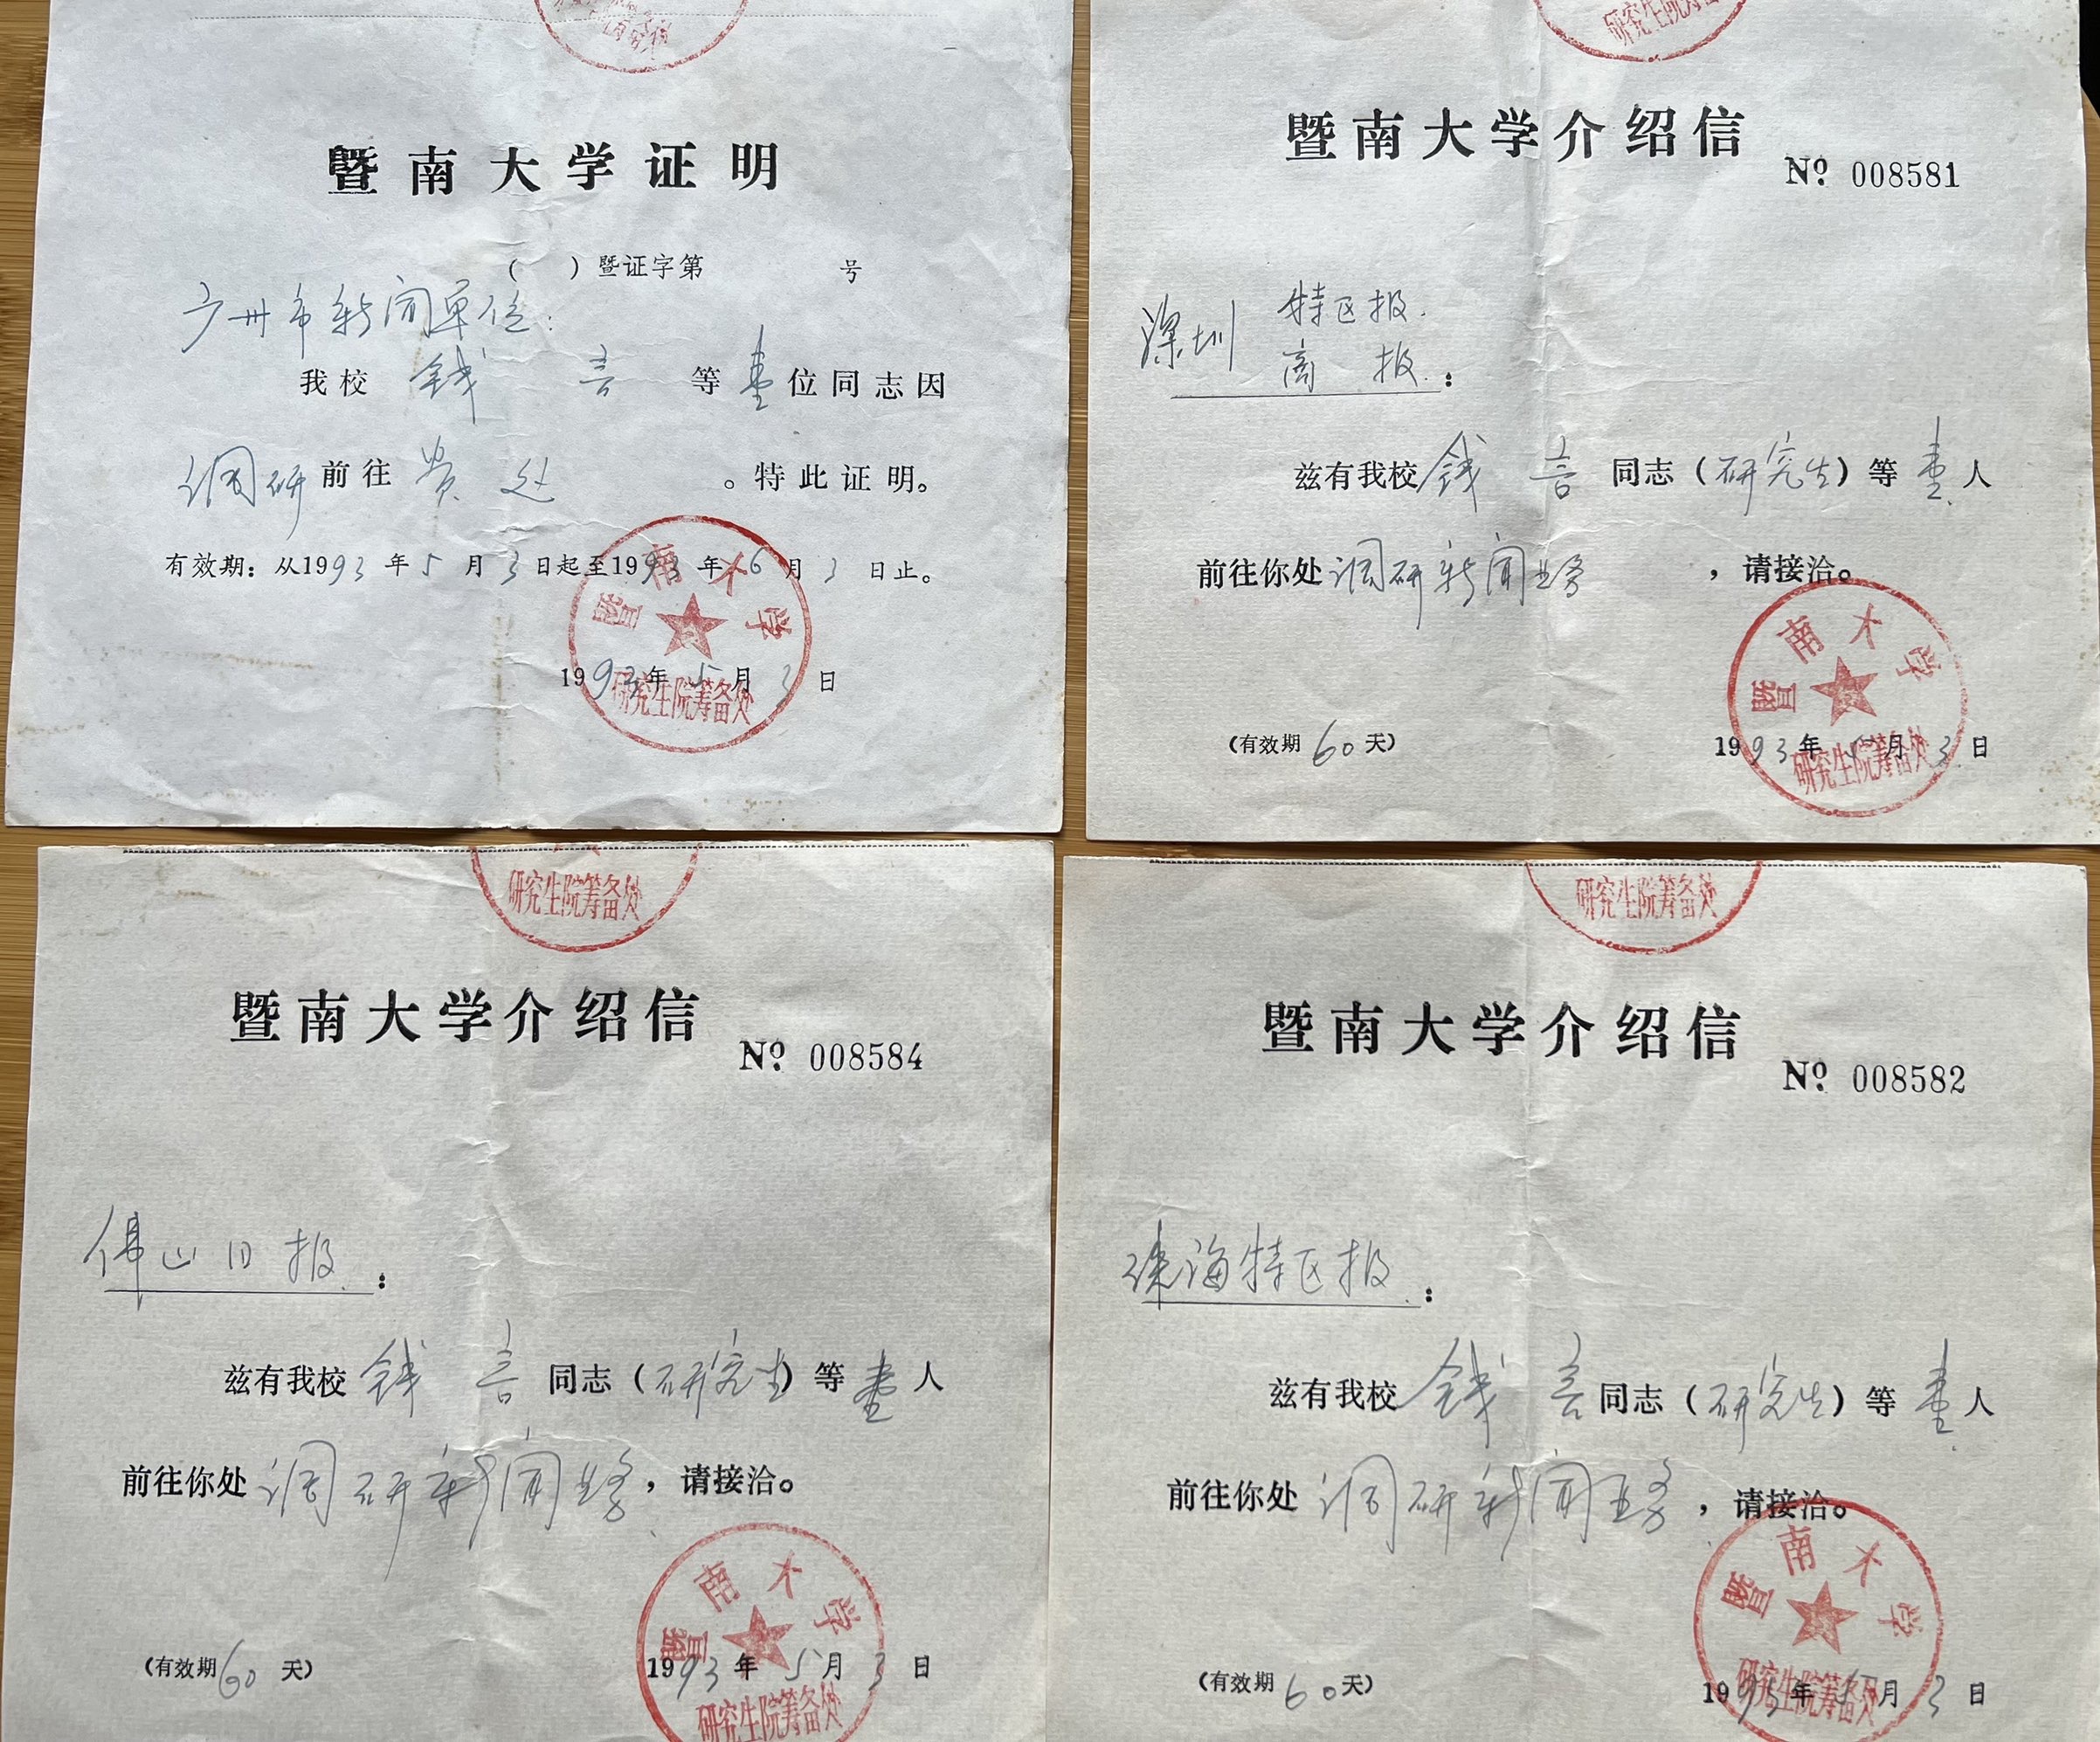 暨南大学证明
（ ）暨证字第 号
广州市新闻单位：
我校 钱 言 等 壹 位同志因
调研 前往 贵处 。特此证明。
有效期：从1993年5月3日起至1993年6月3日止。
1993年5月3日
暨南大学
研究生院筹备处
研究生院筹备处
暨南大学介绍信
№ 008581
深圳 特区报.
商 报.：
兹有我校 钱 言 同志（研究生）等 壹 人
前往你处 调研新闻业务 ，请接洽。
（有效期 60 天）
1993年5月3日
暨南大学
研究生院筹备处
研究生院筹备处
暨南大学介绍信
№ 008584
佛山日报.：
兹有我校 钱 言 同志（研究生）等 壹 人
前往你处 调研新闻业务，请接洽。
（有效期 60 天）
1993年5月3日
暨南大学
研究生院筹备处
研究生院筹备处
暨南大学介绍信
№ 008582
珠海特区报.：
兹有我校 钱 言 同志（研究生）等 壹 人
前往你处 调研新闻业务 ，请接洽。
（有效期 60 天）
1993年5月3日
暨南大学
研究生院筹备处